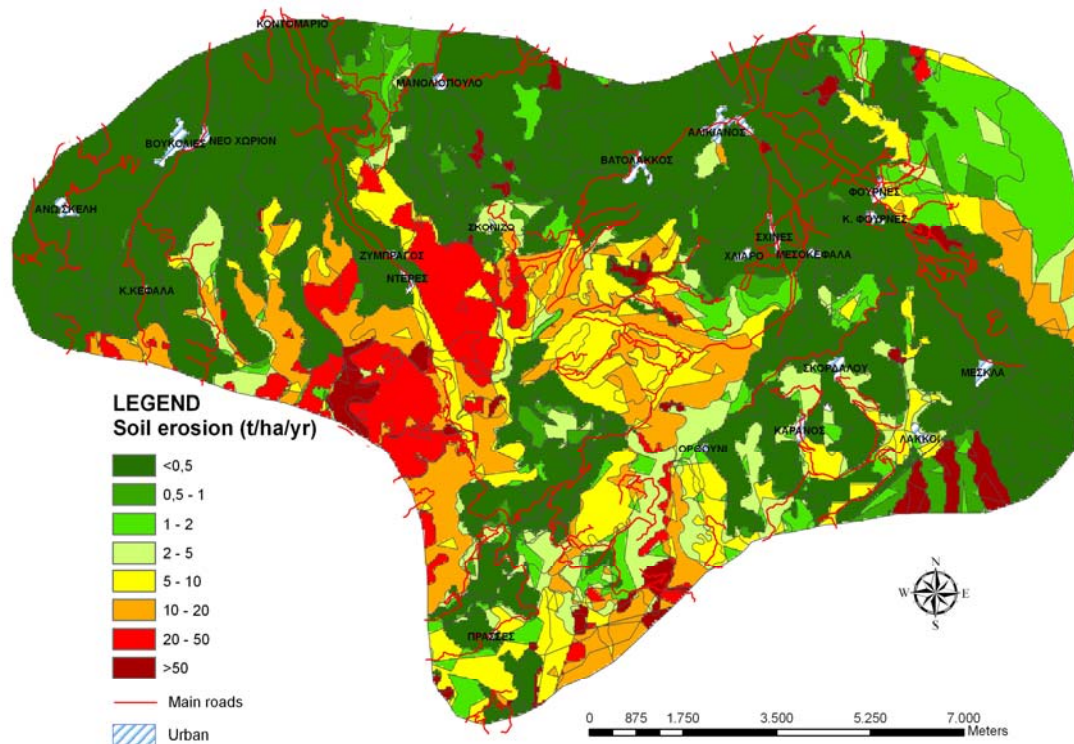 ΚΟΝΤΟΜΑΡΙΟ
ΜΑΝΟΛΙΟΠΟΥΛΟ
ΒΟΥΚΟΛΙΕΣ
ΝΕΟ ΧΩΡΙΟΝ
ΑΛΙΚΙΑΝΟΣ
ΒΑΤΟΛΑΚΚΟΣ
ΑΝΩ ΣΚΕΛΗ
ΦΟΥΡΝΕΣ
Κ. ΦΟΥΡΝΕΣ
ΣΚΟΝΙΖΟ
ΣΧΙΝΕΣ
ΖΥΜΠΡΑΓΟΣ
ΧΛΙΑΡΟ
ΜΕΣΟΚΕΦΑΛΑ
ΝΤΕΡΕΣ
Κ.ΚΕΦΑΛΑ
ΣΚΟΡΔΑΛΟΥ
ΜΕΣΚΛΑ
ΚΑΡΑΝΟΣ
ΛΑΚΚΟΙ
ΟΡΘΟΥΝΙ
ΠΡΑΣΣΕΣ
LEGEND
Soil erosion (t/ha/yr)
<0,5
0,5 - 1
1 - 2
2 - 5
5 - 10
10 - 20
20 - 50
>50
Main roads
Urban
N
W E
S
0 875 1.750 3.500 5.250 7.000
Meters